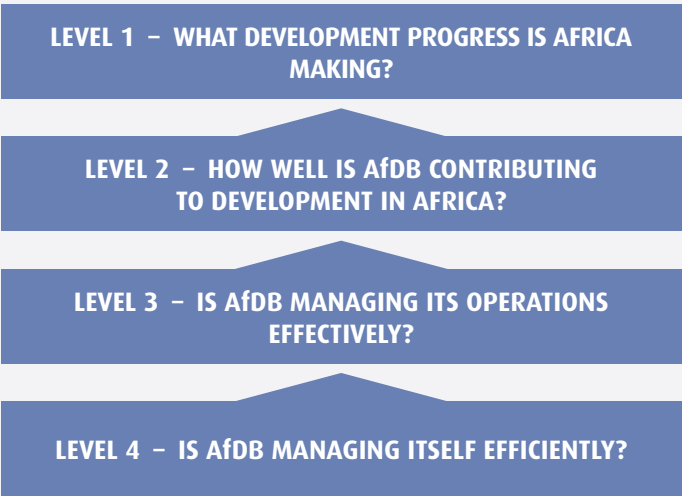 LEVEL 1 – WHAT DEVELOPMENT PROGRESS IS AFRICA
MAKING?
LEVEL 2 – HOW WELL IS AfDB CONTRIBUTING
TO DEVELOPMENT IN AFRICA?
LEVEL 3 – IS AfDB MANAGING ITS OPERATIONS
EFFECTIVELY?
LEVEL 4 – IS AfDB MANAGING ITSELF EFFICIENTLY?